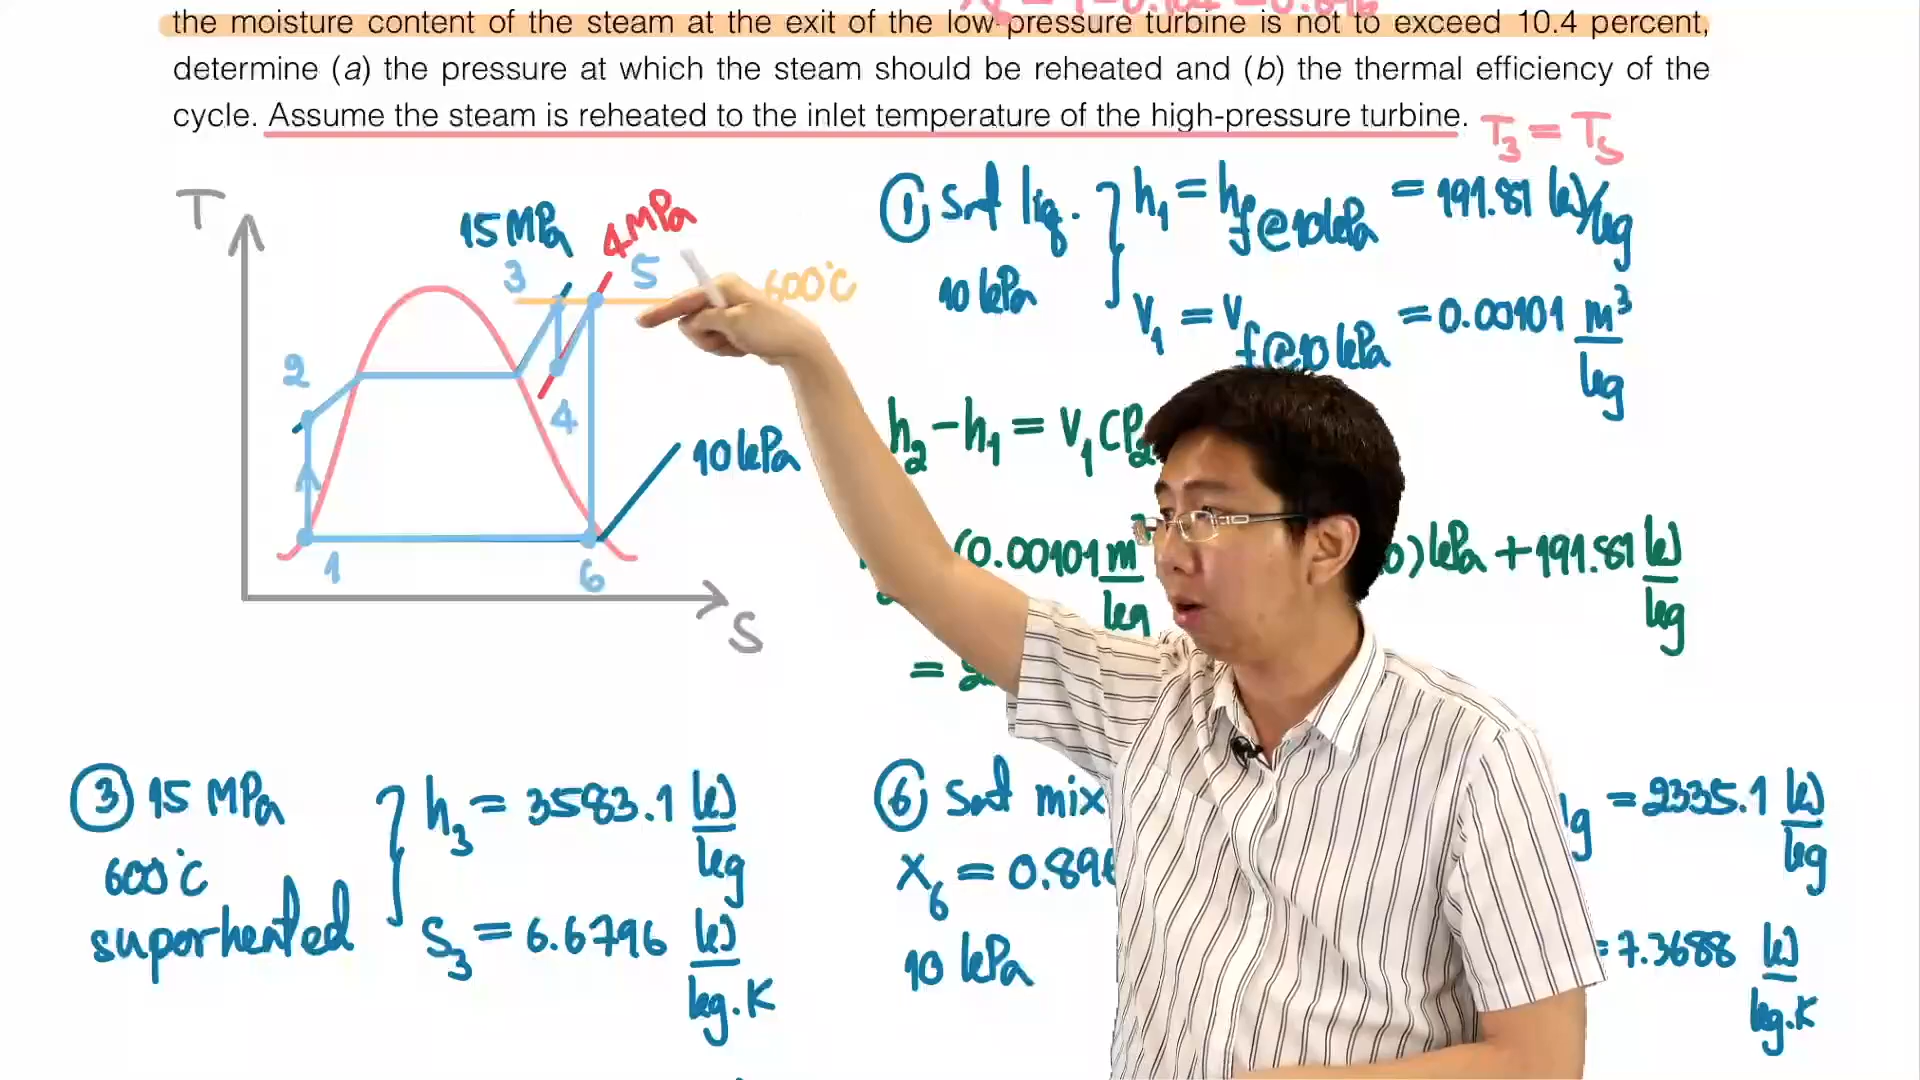 the moisture content of the steam at the exit of the low-pressure turbine is not to exceed 10.4 percent,
determine (a) the pressure at which the steam should be reheated and (b) the thermal efficiency of the
cycle. Assume the steam is reheated to the inlet temperature of the high-pressure turbine.
T3 = T5
T
15 MPa
4 MPa
3
5
600°C
2
4
10 kPa
1
6
S
① Sat liq.
10 kPa
h1 = hf@10kPa = 191.81 kJ/kg
v1 = vf@10kPa = 0.00101 m³/kg
h2 - h1 = v1 (P2
(0.00101 m
kg
0) kPa + 191.81 kJ/kg
=
③ 15 MPa
600°C
superheated
h3 = 3583.1 kJ/kg
s3 = 6.6796 kJ/kg.K
⑥ Sat mix
x6 = 0.896
10 kPa
= 2335.1 kJ/kg
= 7.3688 kJ/kg.K